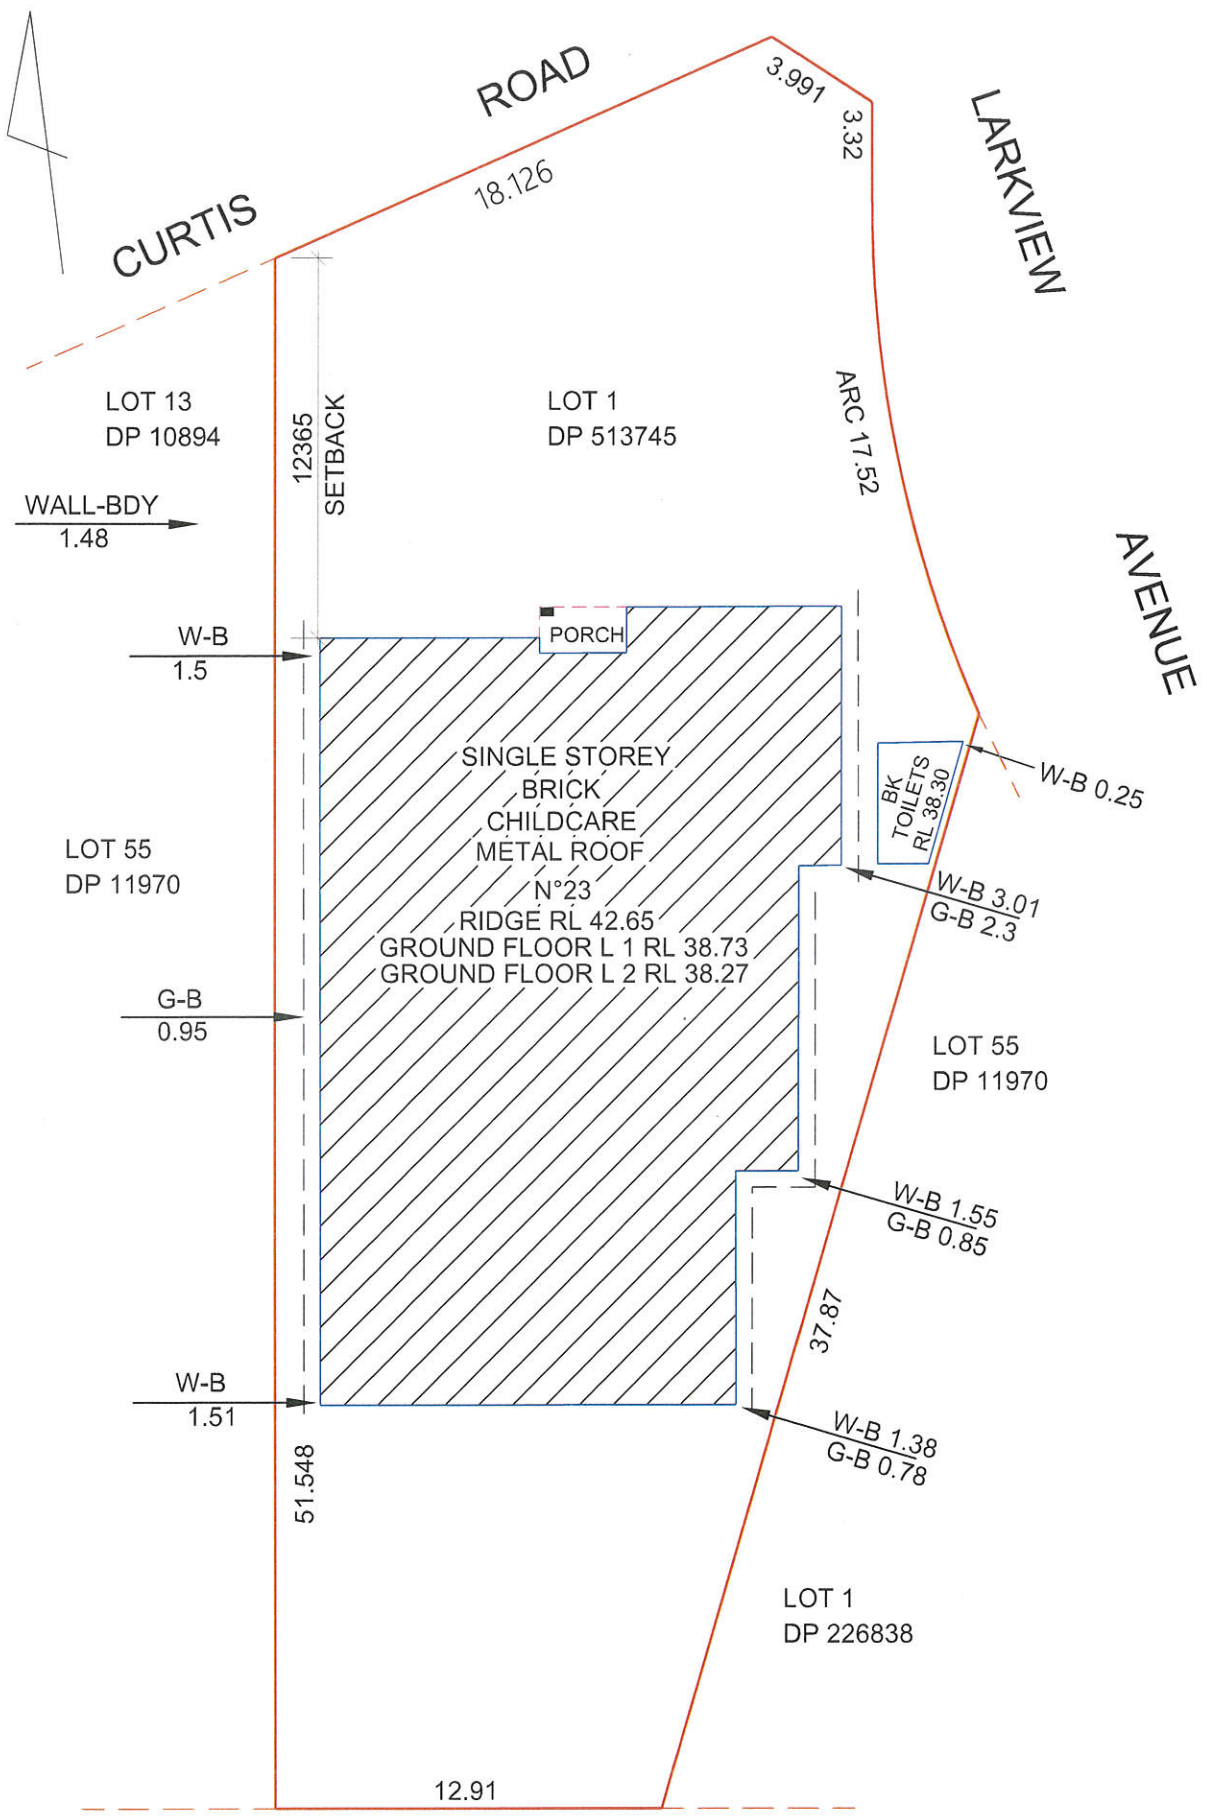 CURTIS ROAD
3.991
3.32
18.126
LARKVIEW AVENUE
LOT 13
DP 10894
12365
SETBACK
LOT 1
DP 513745
ARC 17.52
WALL-BDY
1.48
W-B
1.5
PORCH
SINGLE STOREY
BRICK
CHILDCARE
METAL ROOF
N°23
RIDGE RL 42.65
GROUND FLOOR L 1 RL 38.73
GROUND FLOOR L 2 RL 38.27
BK
TOILETS
RL 38.30
W-B 0.25
W-B 3.01
G-B 2.3
LOT 55
DP 11970
G-B
0.95
LOT 55
DP 11970
W-B 1.55
G-B 0.85
37.87
W-B
1.51
W-B 1.38
G-B 0.78
51.548
LOT 1
DP 226838
12.91